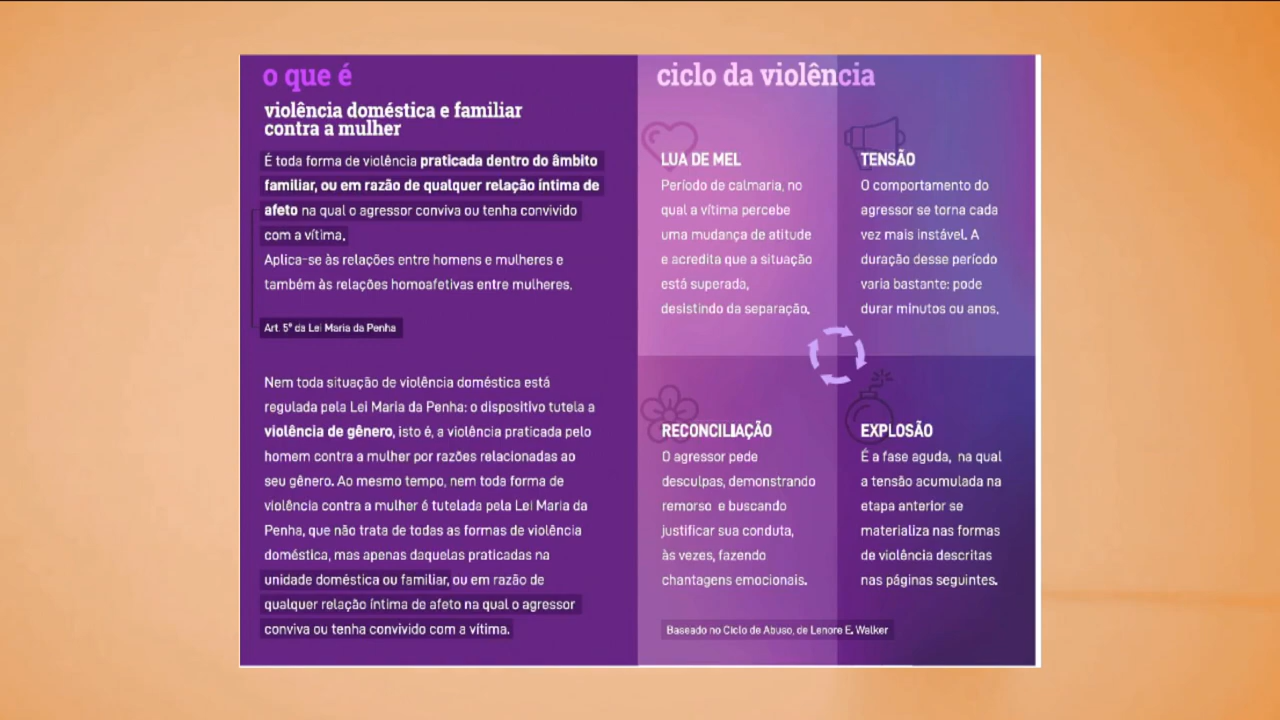 o que é
violência doméstica e familiar
contra a mulher
É toda forma de violência praticada dentro do âmbito
familiar, ou em razão de qualquer relação íntima de
afeto na qual o agressor conviva ou tenha convivido
com a vítima.
Aplica-se às relações entre homens e mulheres e
também às relações homoafetivas entre mulheres.
Art. 5º da Lei Maria da Penha
Nem toda situação de violência doméstica está
regulada pela Lei Maria da Penha: o dispositivo tutela a
violência de gênero, isto é, a violência praticada pelo
homem contra a mulher por razões relacionadas ao
seu gênero. Ao mesmo tempo, nem toda forma de
violência contra a mulher é tutelada pela Lei Maria da
Penha, que não trata de todas as formas de violência
doméstica, mas apenas daquelas praticadas na
unidade doméstica ou familiar, ou em razão de
qualquer relação íntima de afeto na qual o agressor
conviva ou tenha convivido com a vítima.
ciclo da violência
LUA DE MEL
Período de calmaria, no
qual a vítima percebe
uma mudança de atitude
e acredita que a situação
está superada,
desistindo da separação.
TENSÃO
O comportamento do
agressor se torna cada
vez mais instável. A
duração desse período
varia bastante: pode
durar minutos ou anos.
RECONCILIAÇÃO
O agressor pede
desculpas, demonstrando
remorso e buscando
justificar sua conduta,
às vezes, fazendo
chantagens emocionais.
EXPLOSÃO
É a fase aguda, na qual
a tensão acumulada na
etapa anterior se
materializa nas formas
de violência descritas
nas páginas seguintes.
Baseado no Ciclo de Abuso, de Lenore E. Walker